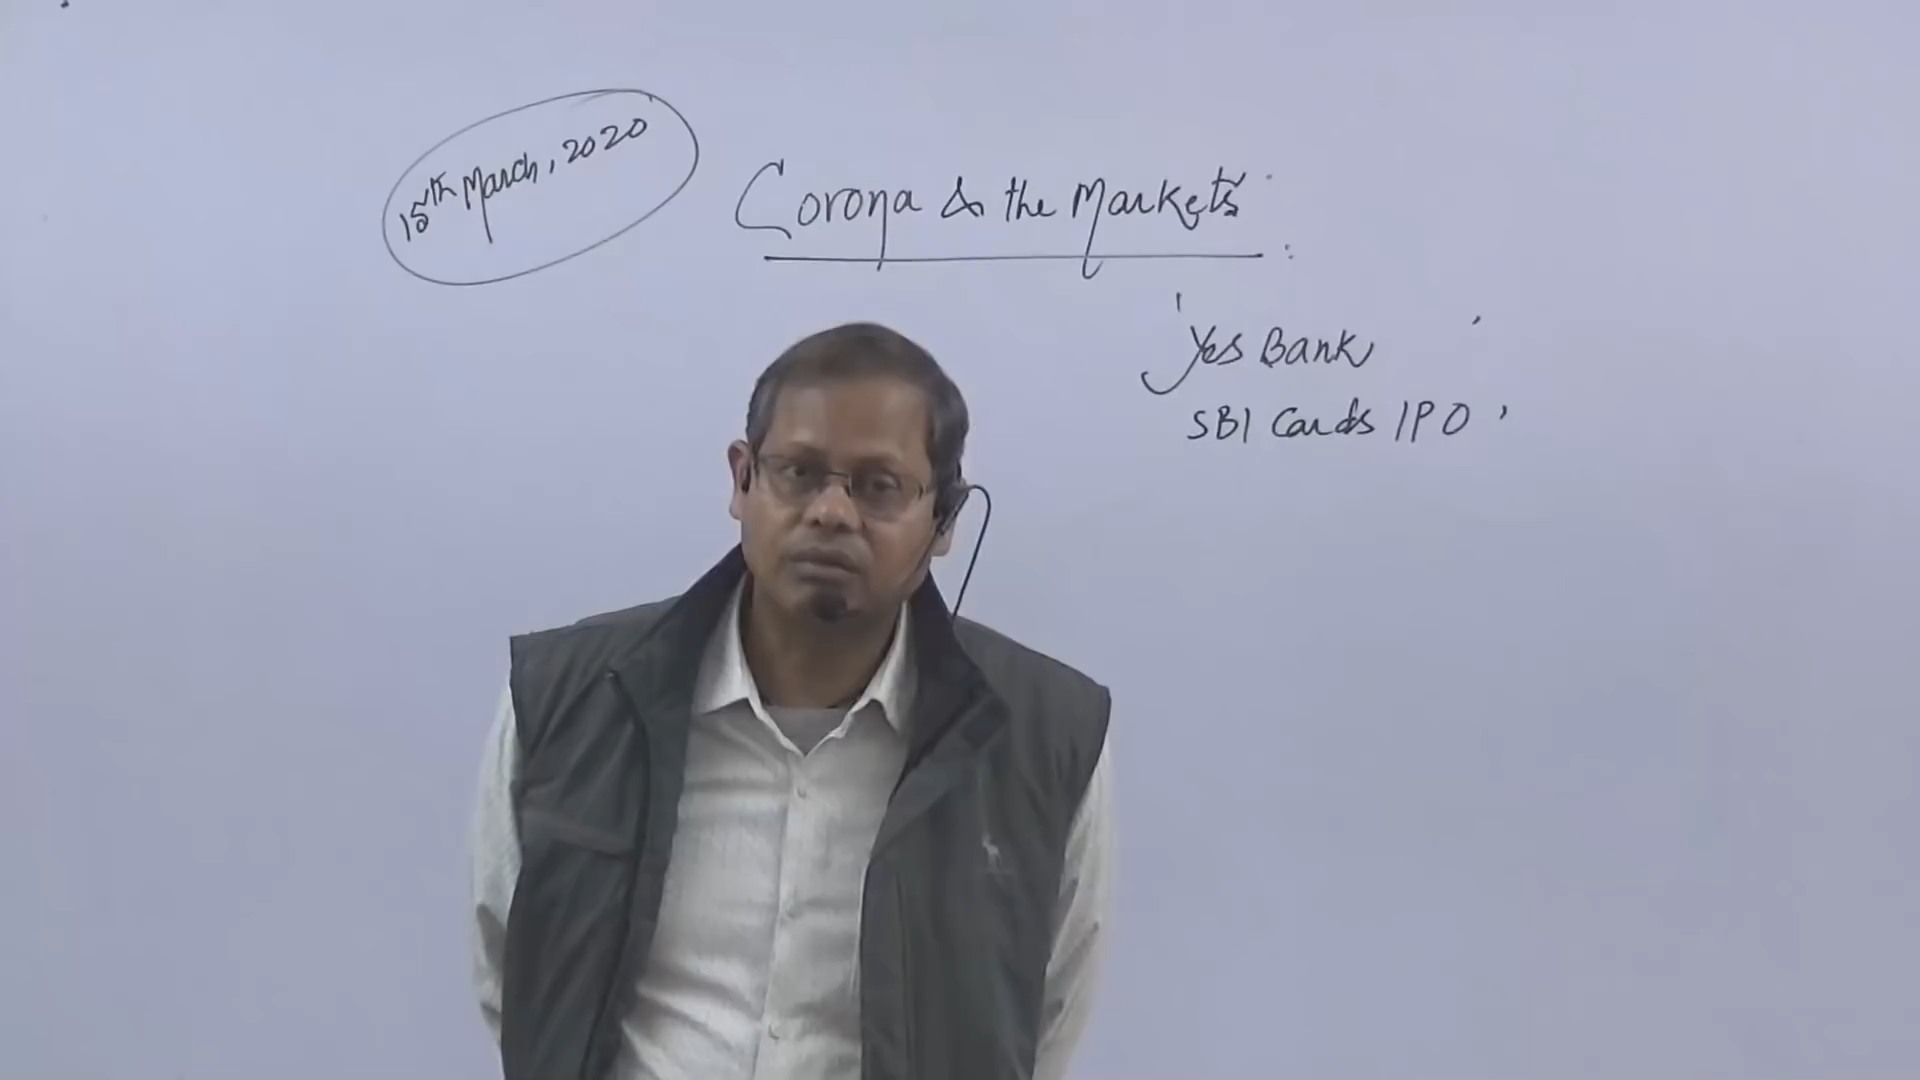 15th March, 2020
Corona & the Markets
Yes Bank
SBI Cards IPO